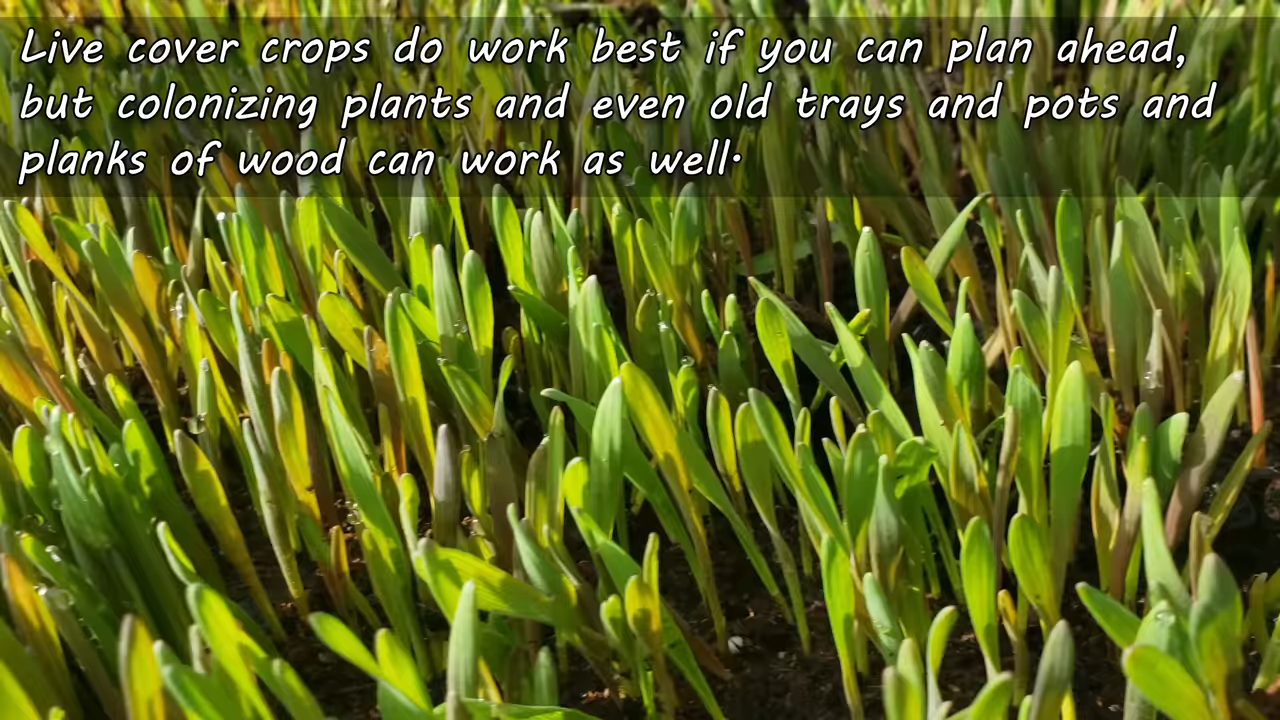 Live cover crops do work best if you can plan ahead,
but colonizing plants and even old trays and pots and
planks of wood can work as well.